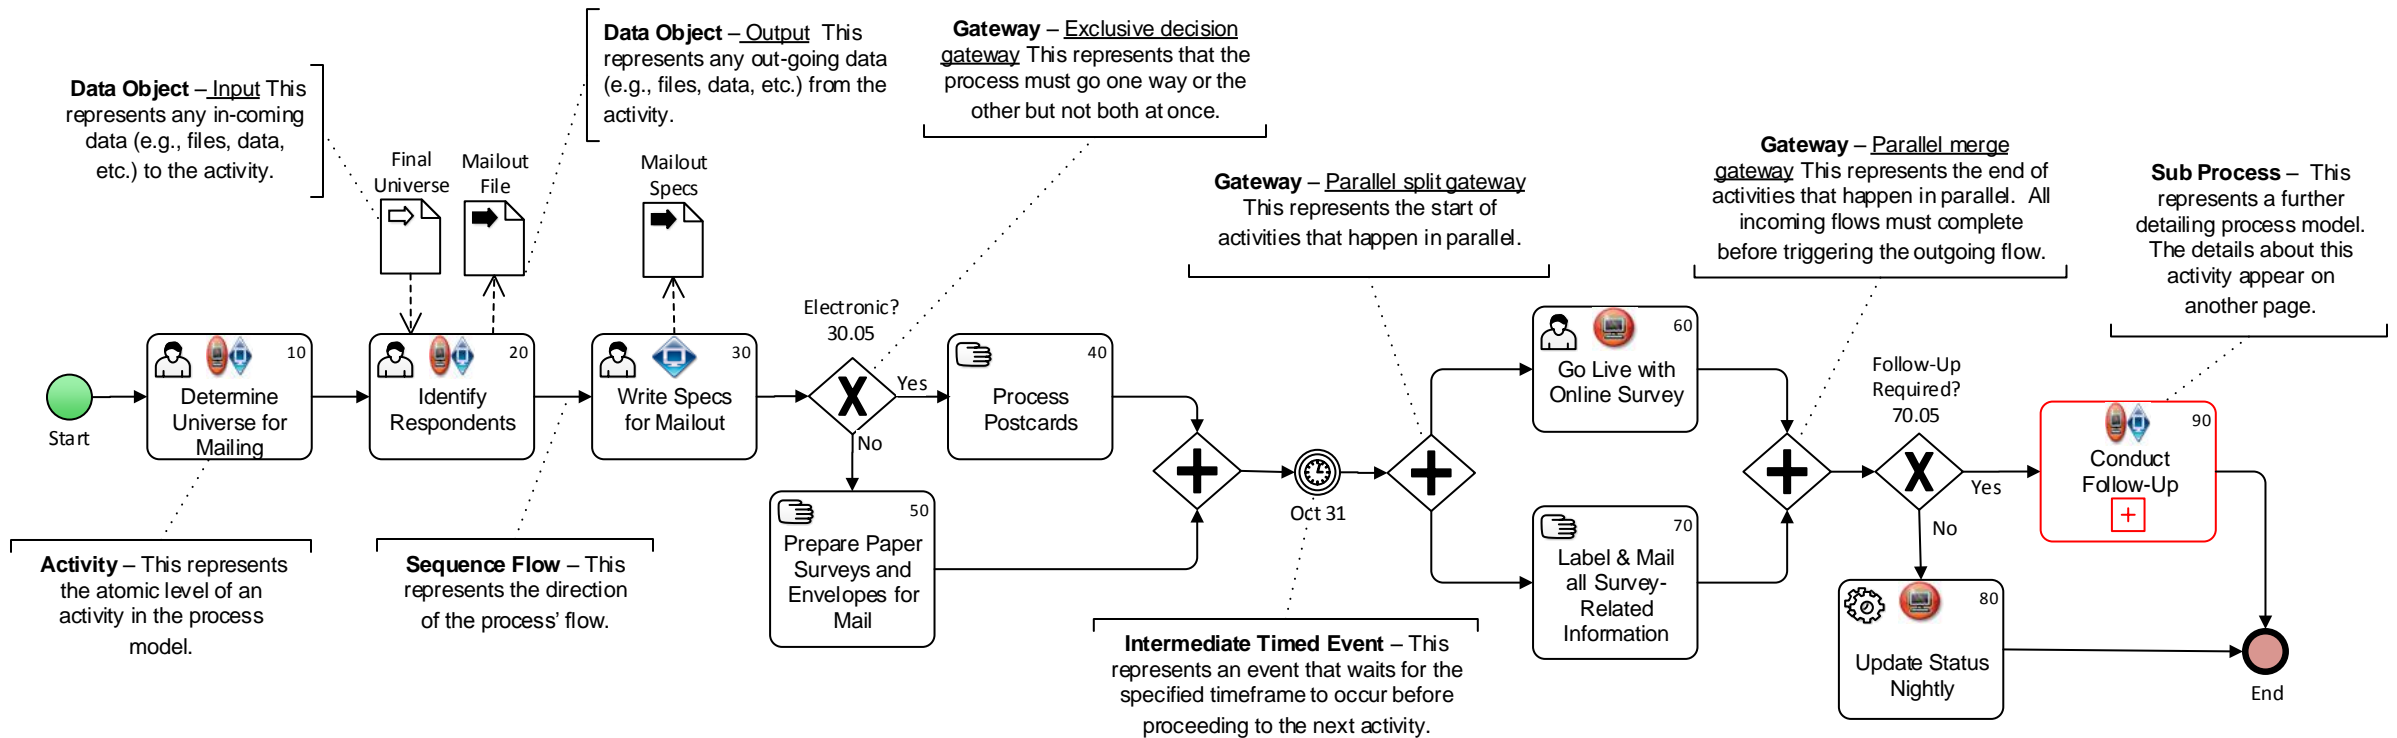 Data Object – Input This
represents any in-coming
data (e.g., files, data,
etc.) to the activity.
Data Object – Output  This
represents any out-going data
(e.g., files, data, etc.) from the
activity.
Gateway – Exclusive decision
gateway This represents that the
process must go one way or the
other but not both at once.
Gateway – Parallel split gateway
This represents the start of
activities that happen in parallel.
Gateway – Parallel merge
gateway This represents the end of
activities that happen in parallel.  All
incoming flows must complete
before triggering the outgoing flow.
Sub Process –  This
represents a further
detailing process model.
The details about this
activity appear on
another page.
Final
Universe
Mailout
File
Mailout
Specs
Start
10
Determine
Universe for
Mailing
20
Identify
Respondents
30
Write Specs
for Mailout
Electronic?
30.05
X
Yes
No
40
Process
Postcards
50
Prepare Paper
Surveys and
Envelopes for
Mail
Oct 31
60
Go Live with
Online Survey
70
Label & Mail
all Survey-
Related
Information
Follow-Up
Required?
70.05
X
Yes
No
80
Update Status
Nightly
90
Conduct
Follow-Up
End
Activity – This represents
the atomic level of an
activity in the process
model.
Sequence Flow – This
represents the direction
of the process’ flow.
Intermediate Timed Event – This
represents an event that waits for the
specified timeframe to occur before
proceeding to the next activity.